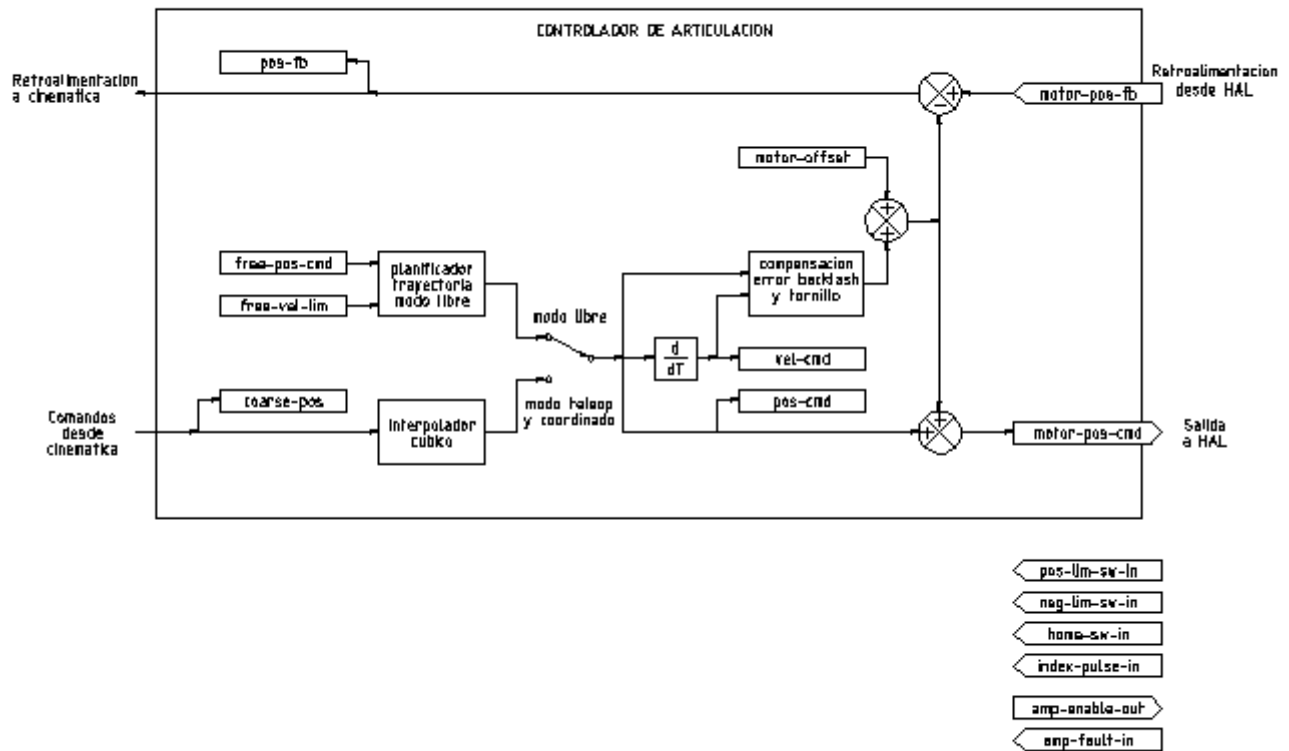 CONTROLADOR DE ARTICULACION
pos-fb
Retroalimentacion
a cinematica
Retroalimentacion
desde HAL
motor-pos-fb
+
-
motor-offset
+
+
free-pos-cmd
planificador
trayectoria
modo libre
compensacion
error backlash
y tornillo
free-vel-lim
modo libre
d
dT
vel-cmd
coarse-pos
modo teleop
y coordinado
pos-cmd
Comandos
desde
cinematica
interpolador
cubico
+
+
motor-pos-cmd
Salida
a HAL
pos-lim-sw-in
neg-lim-sw-in
home-sw-in
index-pulse-in
amp-enable-out
amp-fault-in